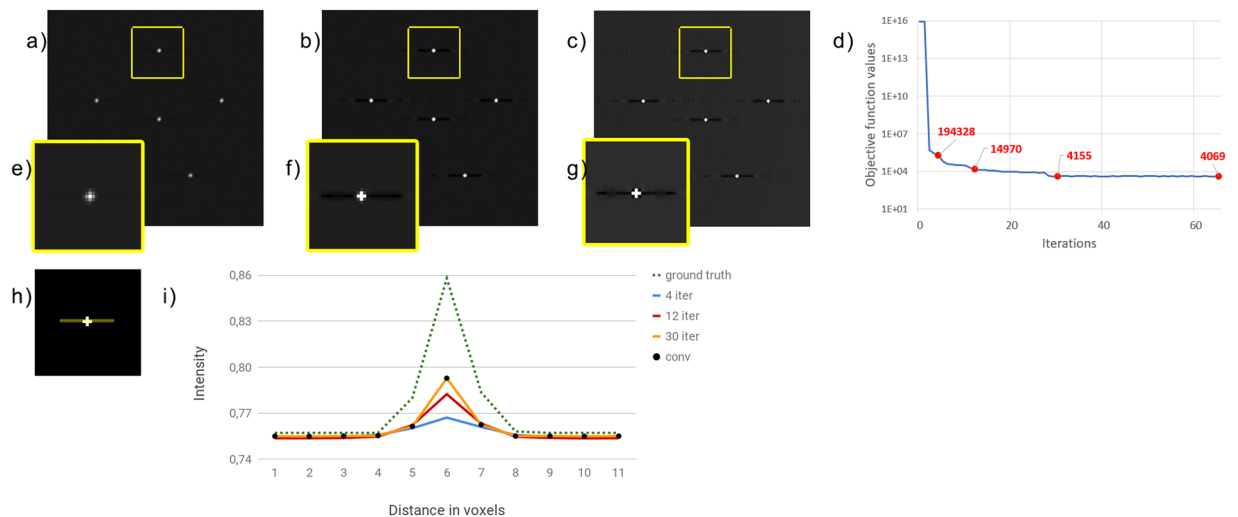 a)
b)
c)
d)
1E+16
1E+13
1E+10
1E+07
1E+04
1E+01
Objective function values
194328
14970
4155
4069
0
20
40
60
Iterations
e)
f)
g)
h)
i)
0,86
0,83
0,80
0,77
0,74
Intensity
1 2 3 4 5 6 7 8 9 10 11
Distance in voxels
ground truth
4 iter
12 iter
30 iter
conv